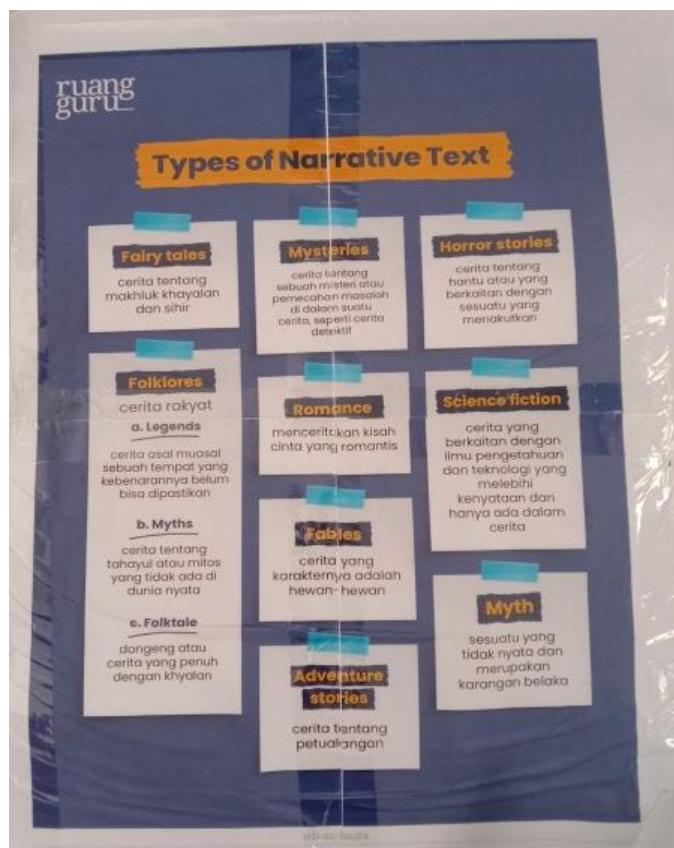 ruang
guru
Types of Narrative Text
Fairy tales
cerita tentang
makhluk khayalan
dan sihir
Mysteries
cerita tentang
sebuah misteri atau
pemecahan masalah
di dalam suatu
cerita, seperti cerita
detektif
Horror stories
cerita tentang
hantu atau yang
berkaitan dengan
sesuatu yang
menakutkan
Folklores
cerita rakyat
a. Legends
cerita asal muasal
sebuah tempat yang
kebenarannya belum
bisa dipastikan
b. Myths
cerita tentang
tahayul atau mitos
yang tidak ada di
dunia nyata
c. Folktale
dongeng atau
cerita yang penuh
dengan khyalan
Romance
menceritakan kisah
cinta yang romantis
Science fiction
cerita yang
berkaitan dengan
ilmu pengetahuan
dan teknologi yang
melebihi
kenyataan dan
hanya ada dalam
cerita
Fables
cerita yang
karakternya adalah
hewan-hewan
Myth
sesuatu yang
tidak nyata dan
merupakan
karangan belaka
Adventure
stories
cerita tentang
petualangan